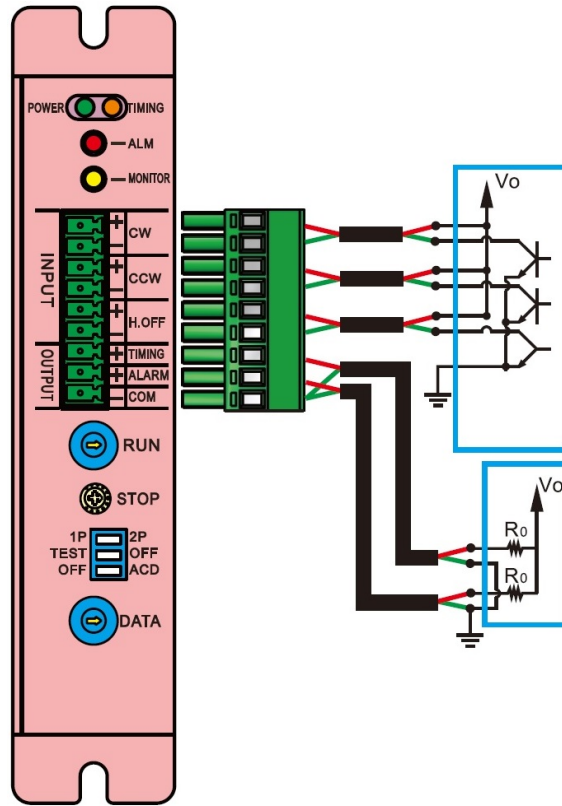 POWER TIMING
ALM
MONITOR
INPUT
+ CW
−
+ CCW
−
+ H.OFF
−
OUTPUT
+ TIMING
+ ALARM
− COM
RUN
STOP
1P 2P
TEST OFF
OFF ACD
DATA
Vo
Vo
R0
R0